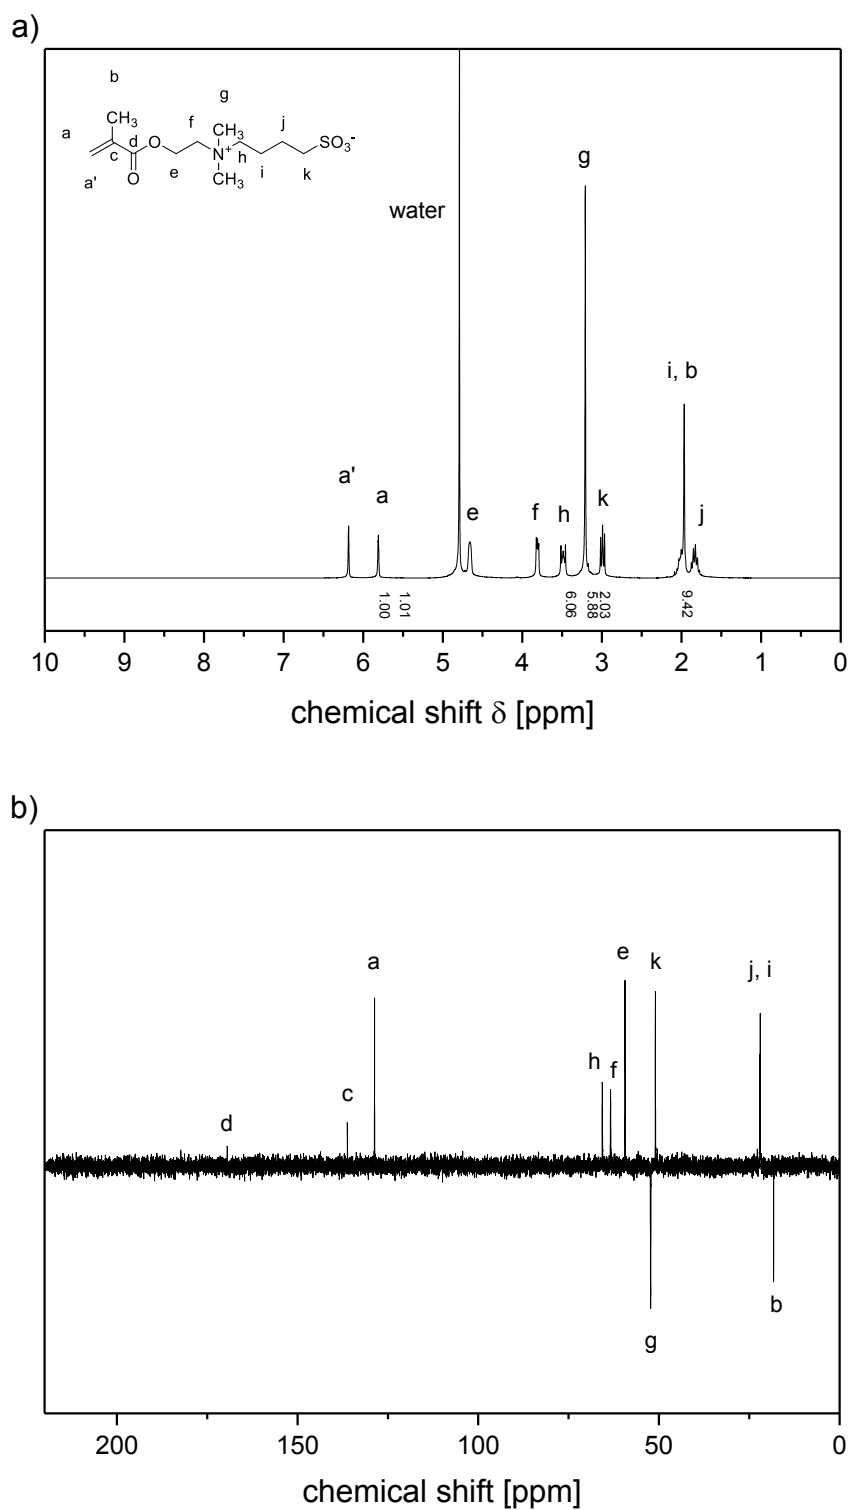 a)
b
g
CH₃
CH₃
f
j
a
d
O
N⁺
SO₃⁻
c
h
e
i
k
a'
O
CH₃
water
g
i, b
a'
a
e
f
h
k
j
1.00
1.01
6.06
5.88
2.03
9.42
10 9 8 7 6 5 4 3 2 1 0
chemical shift δ [ppm]
b)
a
e
k
j, i
h
f
c
d
b
g
200 150 100 50 0
chemical shift [ppm]